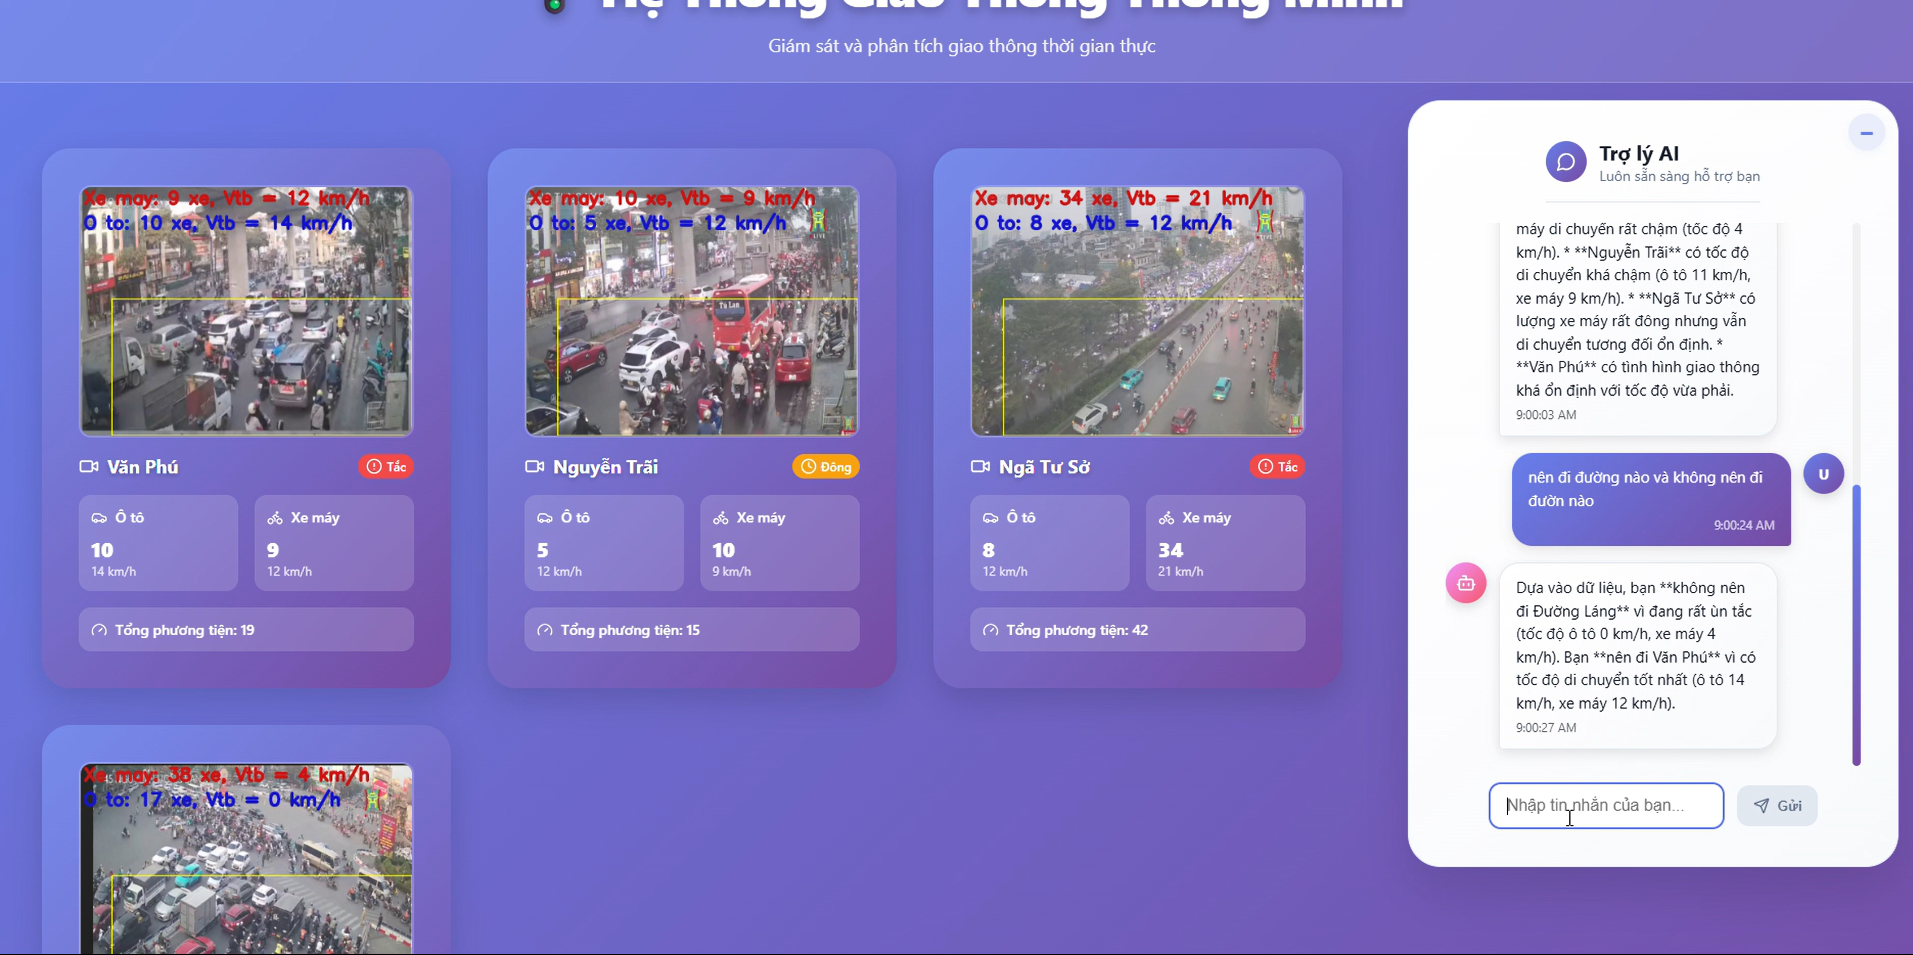 Hệ Thống Giao Thông Thông Minh
Giám sát và phân tích giao thông thời gian thực
Xe may: 9 xe, Vtb = 12 km/h
O to: 10 xe, Vtb = 14 km/h
Văn Phú
Tắc
Ô tô
10
14 km/h
Xe máy
9
12 km/h
Tổng phương tiện: 19
Xe may: 10 xe, Vtb = 9 km/h
O to: 5 xe, Vtb = 12 km/h
LIVE
Tú Lan
Nguyễn Trãi
Đông
Ô tô
5
12 km/h
Xe máy
10
9 km/h
Tổng phương tiện: 15
Xe may: 34 xe, Vtb = 21 km/h
O to: 8 xe, Vtb = 12 km/h
LIVE
Ngã Tư Sở
Tắc
Ô tô
8
12 km/h
Xe máy
34
21 km/h
Tổng phương tiện: 42
Xe may: 38 xe, Vtb = 4 km/h
O to: 17 xe, Vtb = 0 km/h
Trợ lý AI
Luôn sẵn sàng hỗ trợ bạn
máy di chuyển rất chậm (tốc độ 4
km/h). * **Nguyễn Trãi** có tốc độ
di chuyển khá chậm (ô tô 11 km/h,
xe máy 9 km/h). * **Ngã Tư Sở** có
lượng xe máy rất đông nhưng vẫn
di chuyển tương đối ổn định. *
**Văn Phú** có tình hình giao thông
khá ổn định với tốc độ vừa phải.
9:00:03 AM
nên đi đường nào và không nên đi
đườn nào
9:00:24 AM
U
Dựa vào dữ liệu, bạn **không nên
đi Đường Láng** vì đang rất ùn tắc
(tốc độ ô tô 0 km/h, xe máy 4
km/h). Bạn **nên đi Văn Phú** vì có
tốc độ di chuyển tốt nhất (ô tô 14
km/h, xe máy 12 km/h).
9:00:27 AM
Nhập tin nhắn của bạn...
Gửi